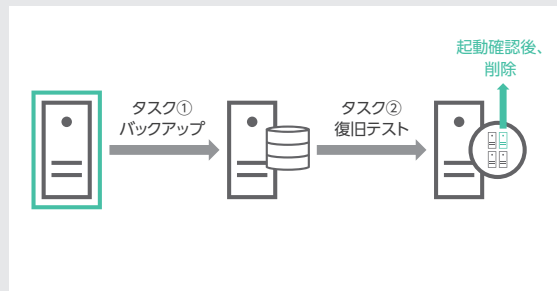 起動確認後、
削除
タスク①
バックアップ
タスク②
復旧テスト